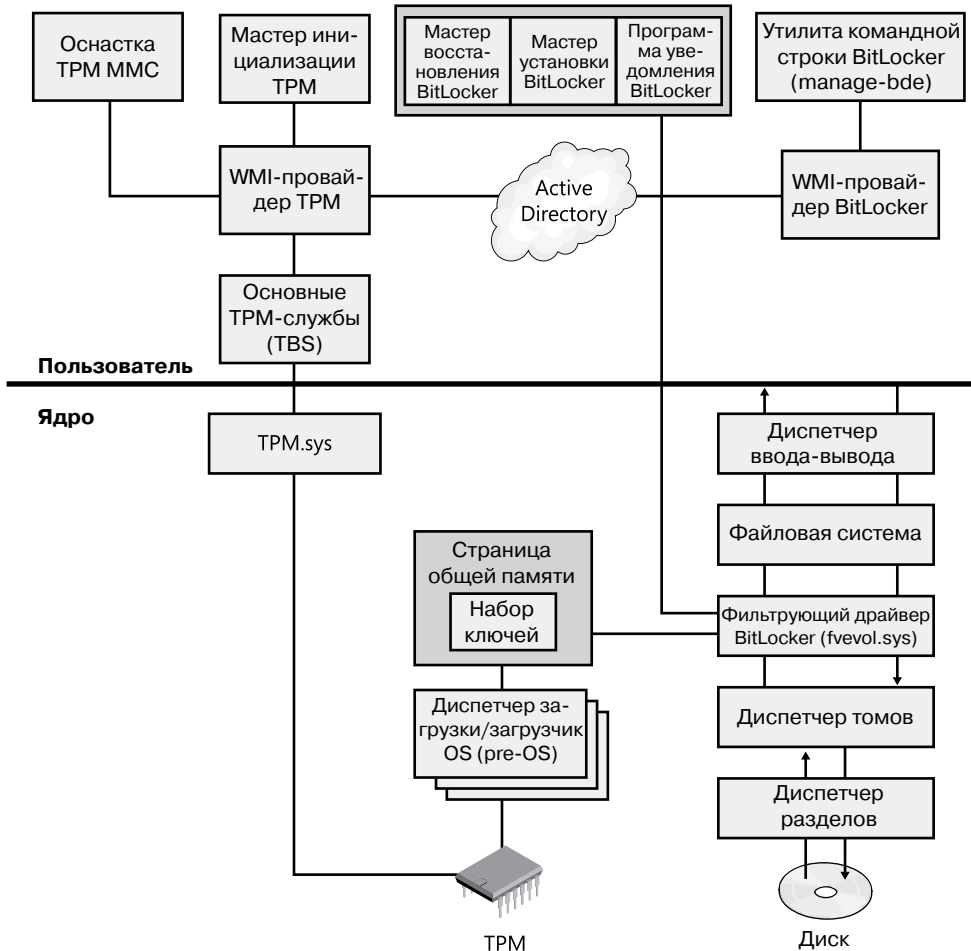 Оснастка
TPM MMC
Мастер ини-
циализации
TPM
Мастер
восста-
новления
BitLocker
Мастер
установки
BitLocker
Програм-
ма уве-
домления
BitLocker
Утилита командной
строки BitLocker
(manage-bde)
WMI-провай-
дер TPM
Active
Directory
WMI-провай-
дер BitLocker
Основные
TPM-службы
(TBS)
Пользователь
Ядро
TPM.sys
Диспетчер
ввода-вывода
Файловая система
Страница
общей памяти
Набор
ключей
Фильтрующий драйвер
BitLocker (fvevol.sys)
Диспетчер за-
грузки/загрузчик
OS (pre-OS)
Диспетчер томов
Диспетчер
разделов
TPM
Диск